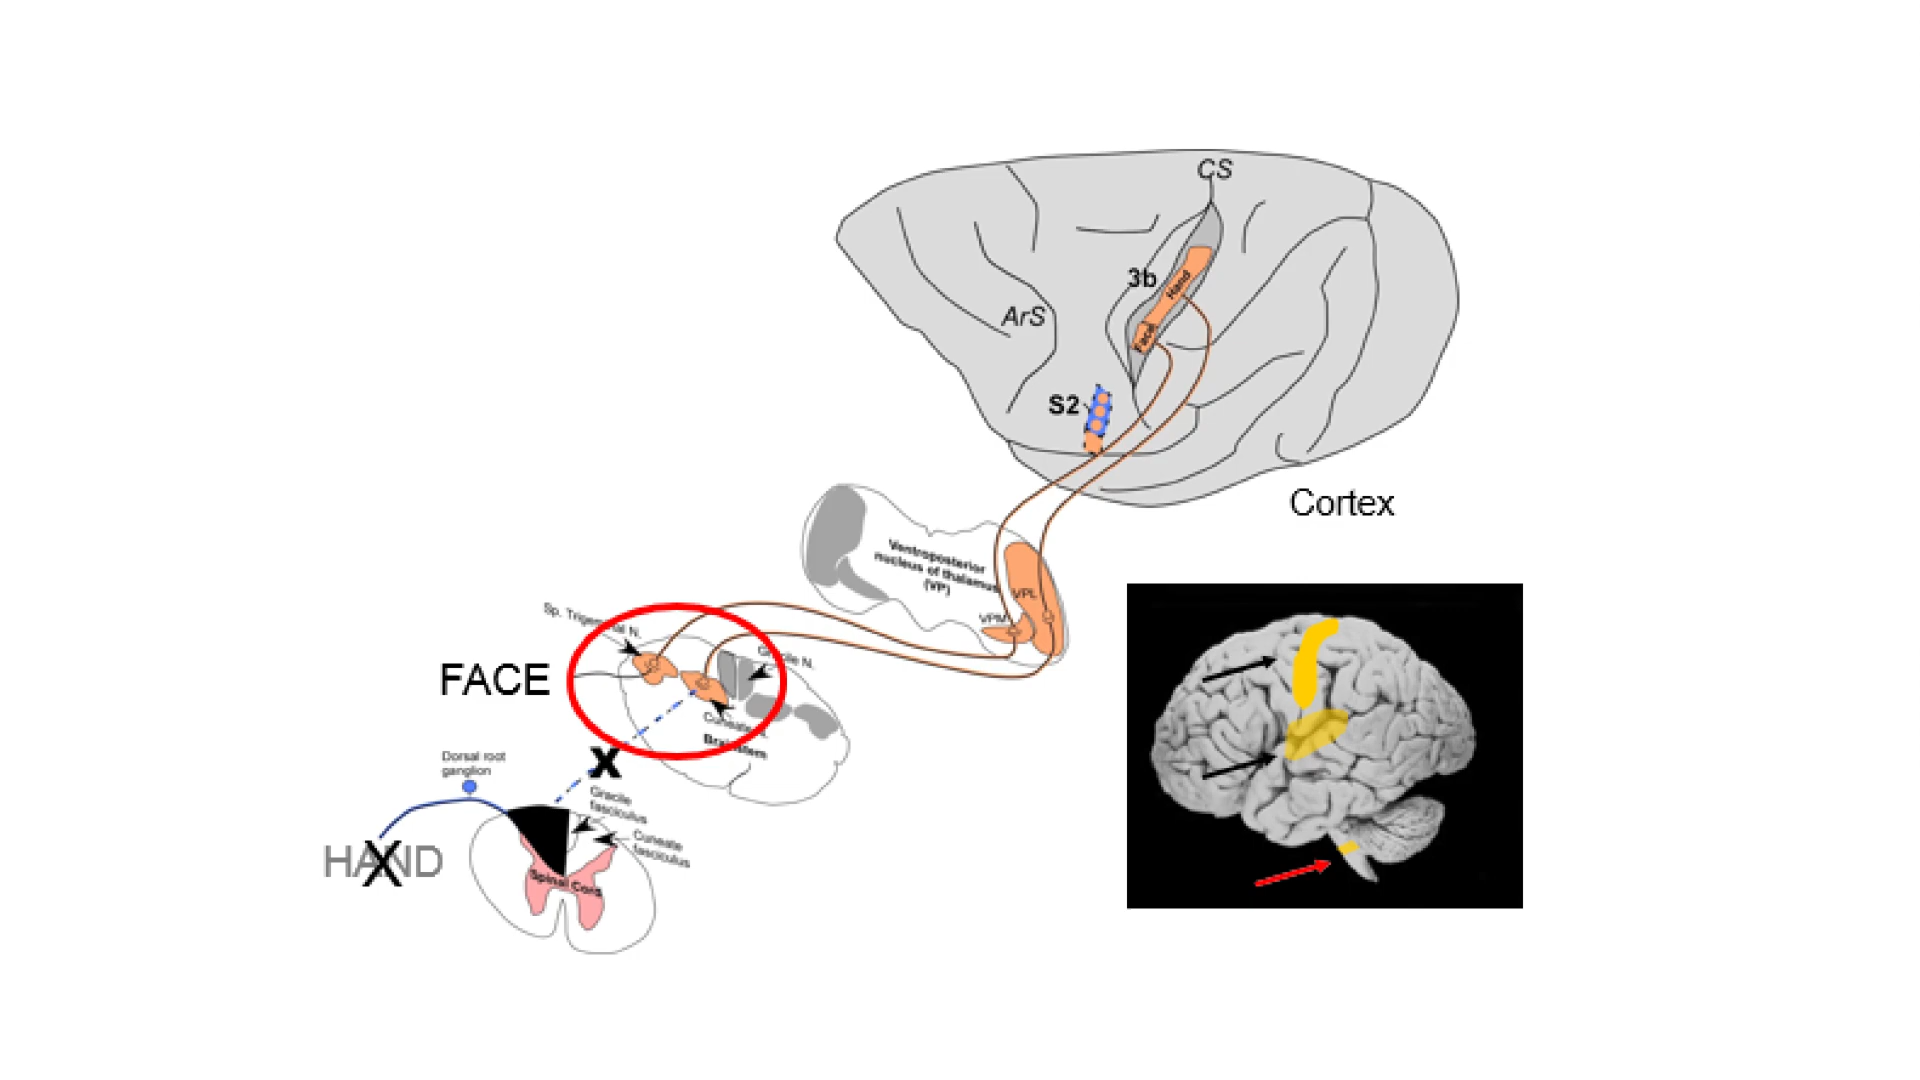 CS
3b
Hand
Face
ArS
S2
Cortex
Ventroposterior
nucleus of thalamus
(VP)
VPL
VPM
Sp. Trigeminal N.
Gracile N.
FACE
Cuneate N.
Brainstem
Dorsal root
ganglion
X
Gracile
fasciculus
Cuneate
fasciculus
HAND
X
Spinal Cord